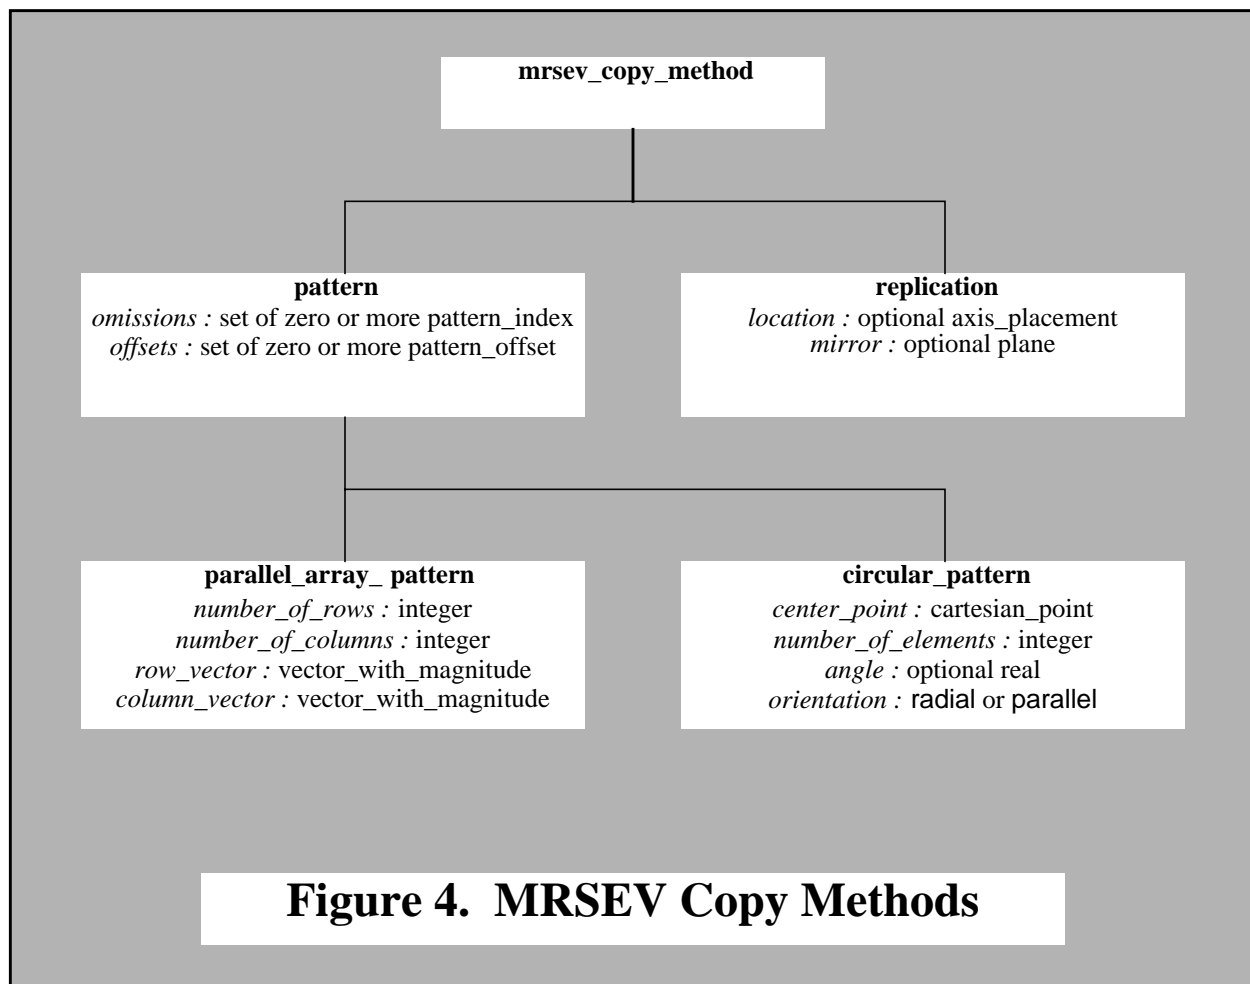 mrsev_copy_method
pattern
omissions : set of zero or more pattern_index
offsets : set of zero or more pattern_offset
replication
location : optional axis_placement
mirror : optional plane
parallel_array_ pattern
number_of_rows : integer
number_of_columns : integer
row_vector : vector_with_magnitude
column_vector : vector_with_magnitude
circular_pattern
center_point : cartesian_point
number_of_elements : integer
angle : optional real
orientation : radial or parallel
Figure 4. MRSEV Copy Methods